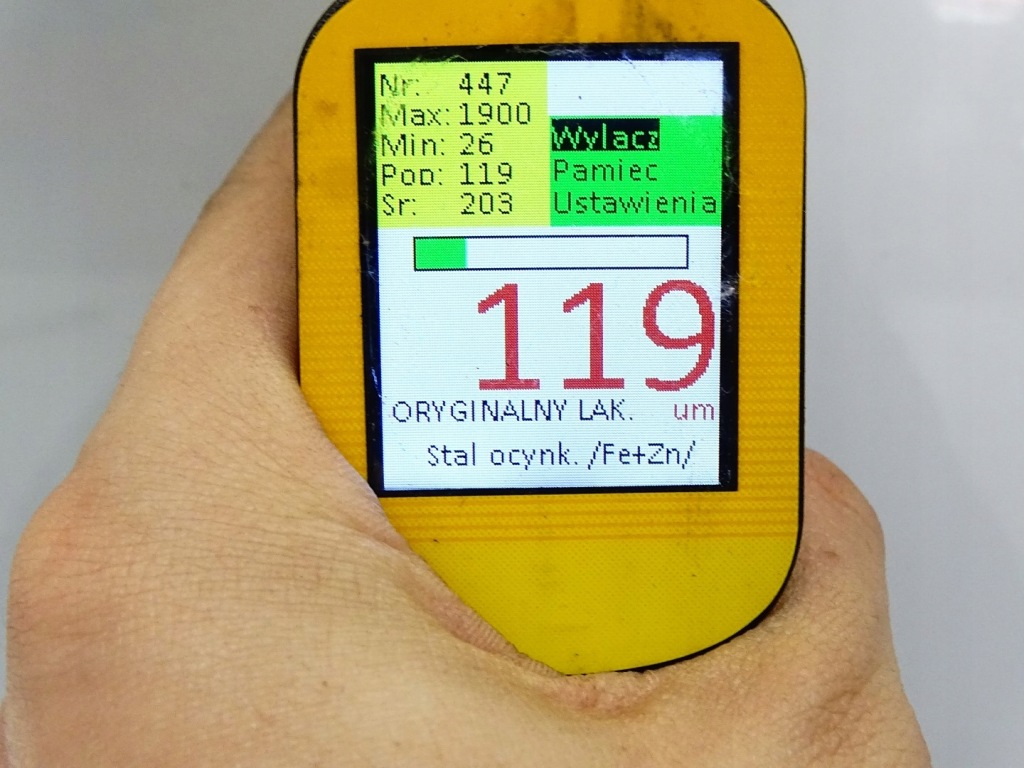 Nr: 447
Max: 1900
Min: 26
Pop: 119
Sr: 203
Wylacz
Pamiec
Ustawienia
119
ORYGINALNY LAK. um
Stal ocynk. /Fe+Zn/